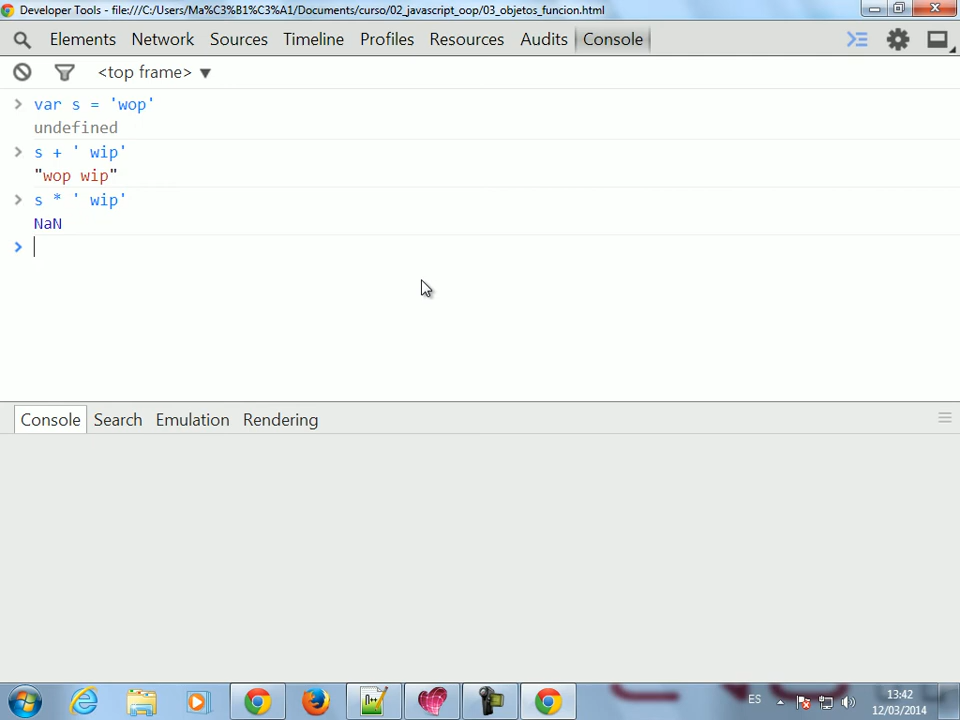 Developer Tools - file:///C:/Users/Ma%C3%B1%C3%A1/Documents/curso/02_javascript_oop/03_objetos_funcion.html
Elements Network Sources Timeline Profiles Resources Audits Console
<top frame> ▼
> var s = 'wop'
undefined
> s + ' wip'
"wop wip"
> s * ' wip'
NaN
>
Console Search Emulation Rendering
ES
13:42
12/03/2014